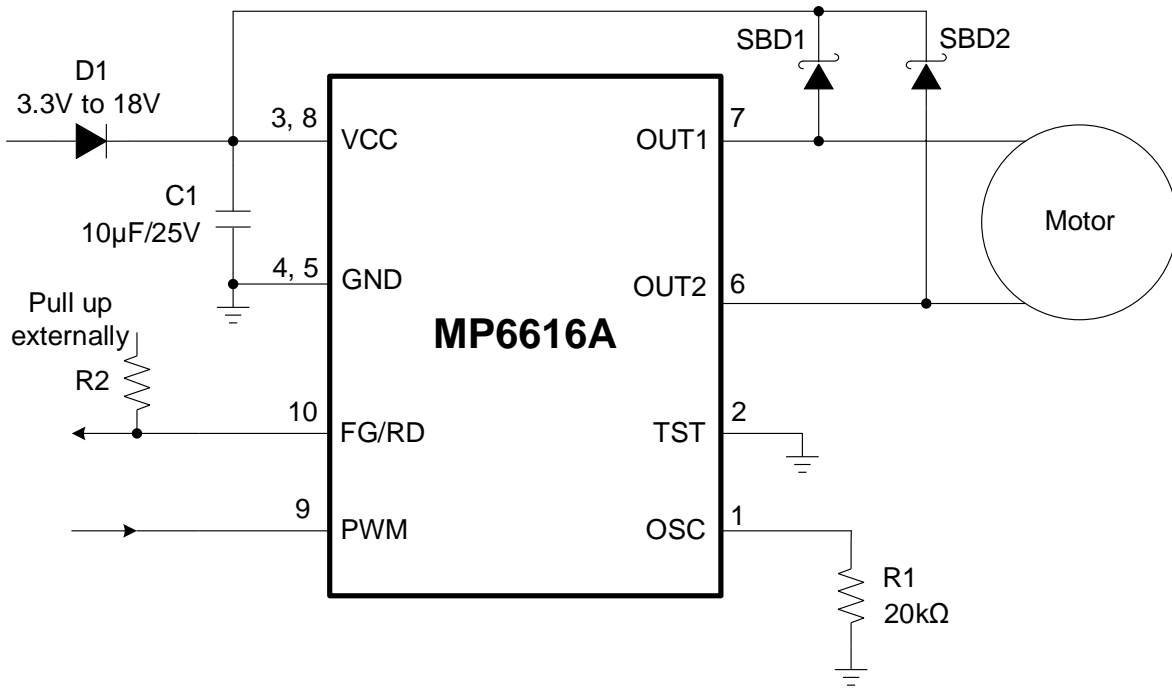 SBD1
SBD2
D1
3.3V to 18V
3, 8
VCC
OUT1
7
C1
10µF/25V
Motor
4, 5
GND
OUT2
6
Pull up
externally
MP6616A
R2
10
FG/RD
TST
2
9
PWM
OSC
1
R1
20kΩ